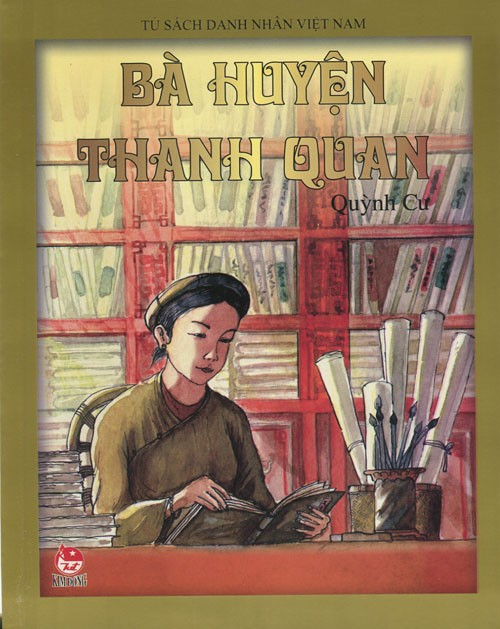 TỦ SÁCH DANH NHÂN VIỆT NAM
BÀ HUYỆN
THANH QUAN
Quỳnh Cư
KIM ĐỒNG